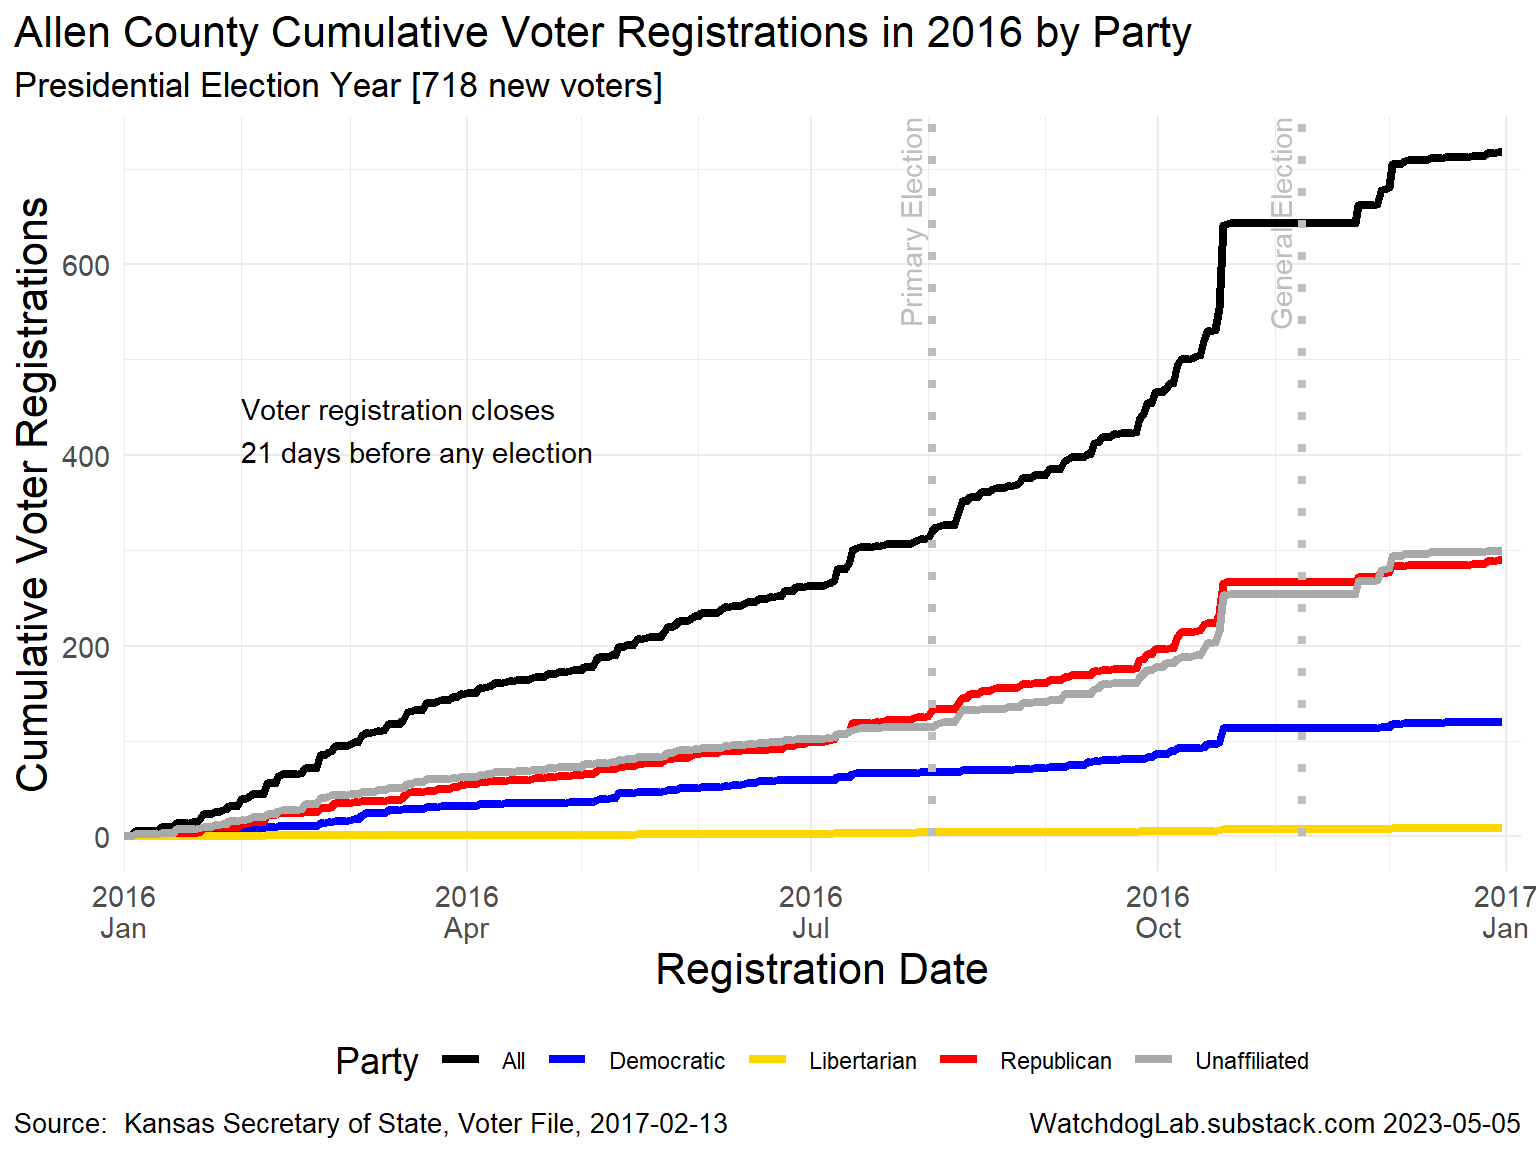 Allen County Cumulative Voter Registrations in 2016 by Party
Presidential Election Year [718 new voters]
Cumulative Voter Registrations
600
400
200
0
Voter registration closes
21 days before any election
Primary Election
General Election
2016 2016 2016 2016 2017
Jan Apr Jul Oct Jan
Registration Date
Party All Democratic Libertarian Republican Unaffiliated
Source:  Kansas Secretary of State, Voter File, 2017-02-13
WatchdogLab.substack.com 2023-05-05